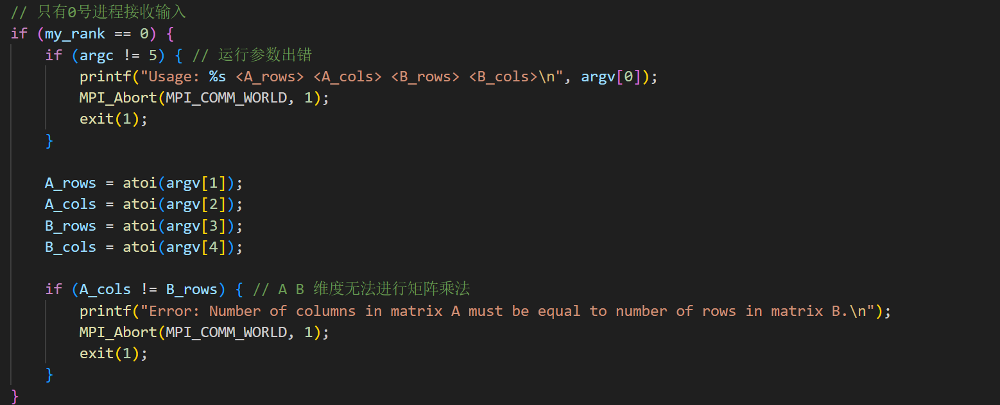 // 只有0号进程接收输入
if (my_rank == 0) {
    if (argc != 5) { // 运行参数出错
        printf("Usage: %s <A_rows> <A_cols> <B_rows> <B_cols>\n", argv[0]);
        MPI_Abort(MPI_COMM_WORLD, 1);
        exit(1);
    }

    A_rows = atoi(argv[1]);
    A_cols = atoi(argv[2]);
    B_rows = atoi(argv[3]);
    B_cols = atoi(argv[4]);

    if (A_cols != B_rows) { // A B 维度无法进行矩阵乘法
        printf("Error: Number of columns in matrix A must be equal to number of rows in matrix B.\n");
        MPI_Abort(MPI_COMM_WORLD, 1);
        exit(1);
    }
}